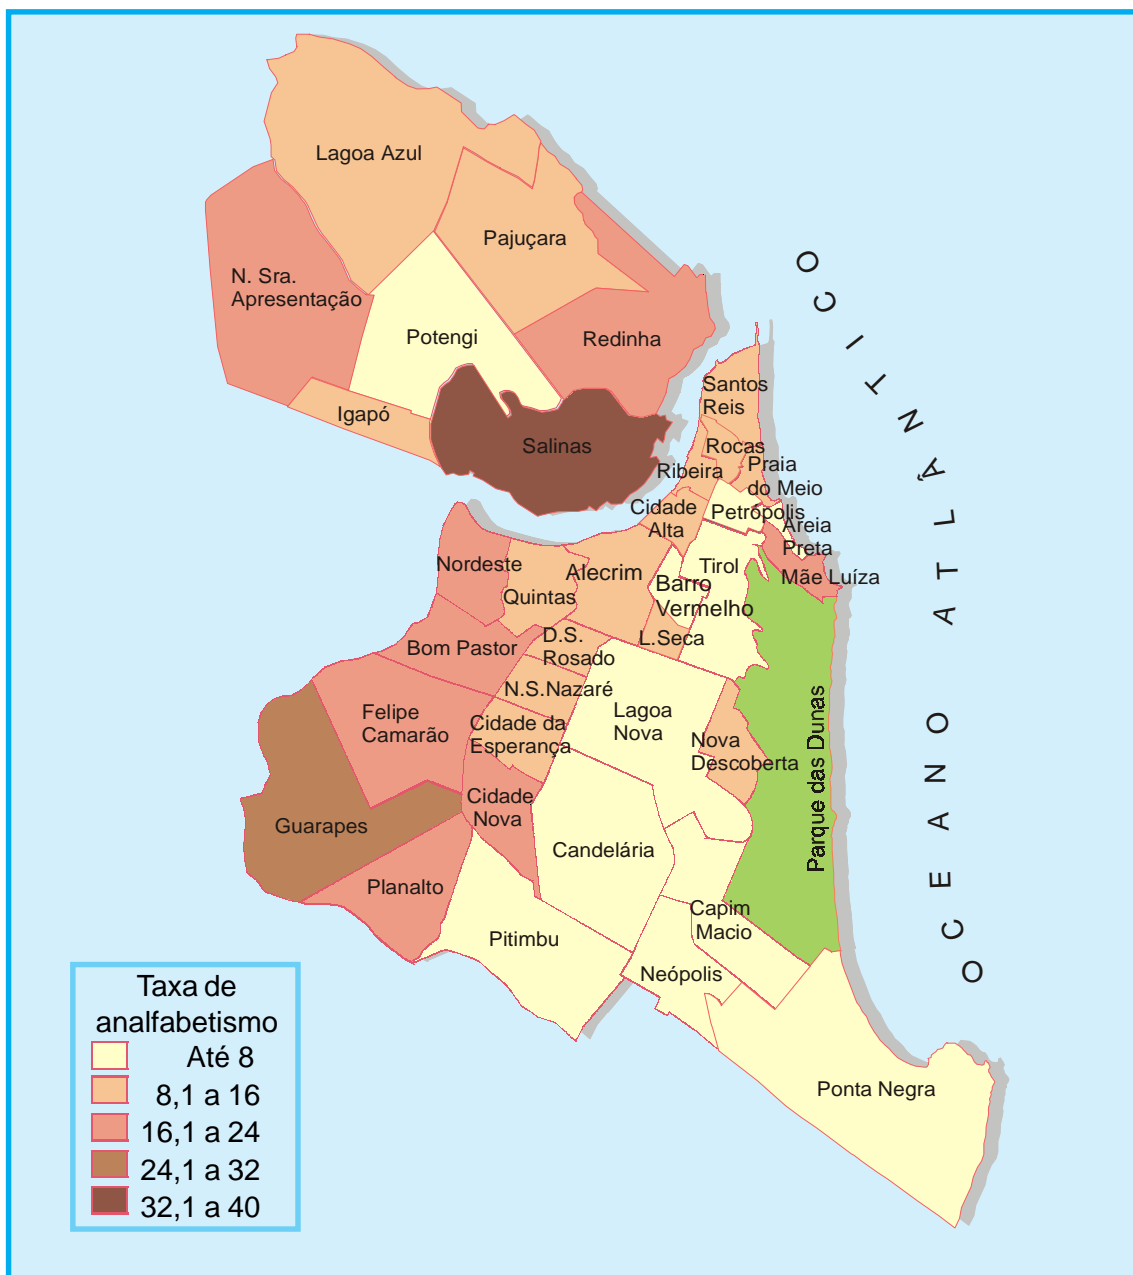 Lagoa Azul
Pajuçara
N. Sra.
Apresentação
Potengi
Redinha
Igapó
Salinas
Santos
Reis
Rocas
Ribeira
Praia
do Meio
Cidade
Alta
Petrópolis
Areia
Preta
Mãe Luíza
Tirol
Nordeste
Quintas
Alecrim
Barro
Vermelho
L.Seca
D.S.
Rosado
Bom Pastor
N.S.Nazaré
Felipe
Camarão
Cidade da
Esperança
Lagoa
Nova
Nova
Descoberta
Parque das Dunas
Cidade
Nova
Guarapes
Candelária
Planalto
Capim
Macio
Pitimbu
Neópolis
Ponta Negra
OCEANO ATLÂNTICO
Taxa de
analfabetismo
Até 8
8,1 a 16
16,1 a 24
24,1 a 32
32,1 a 40